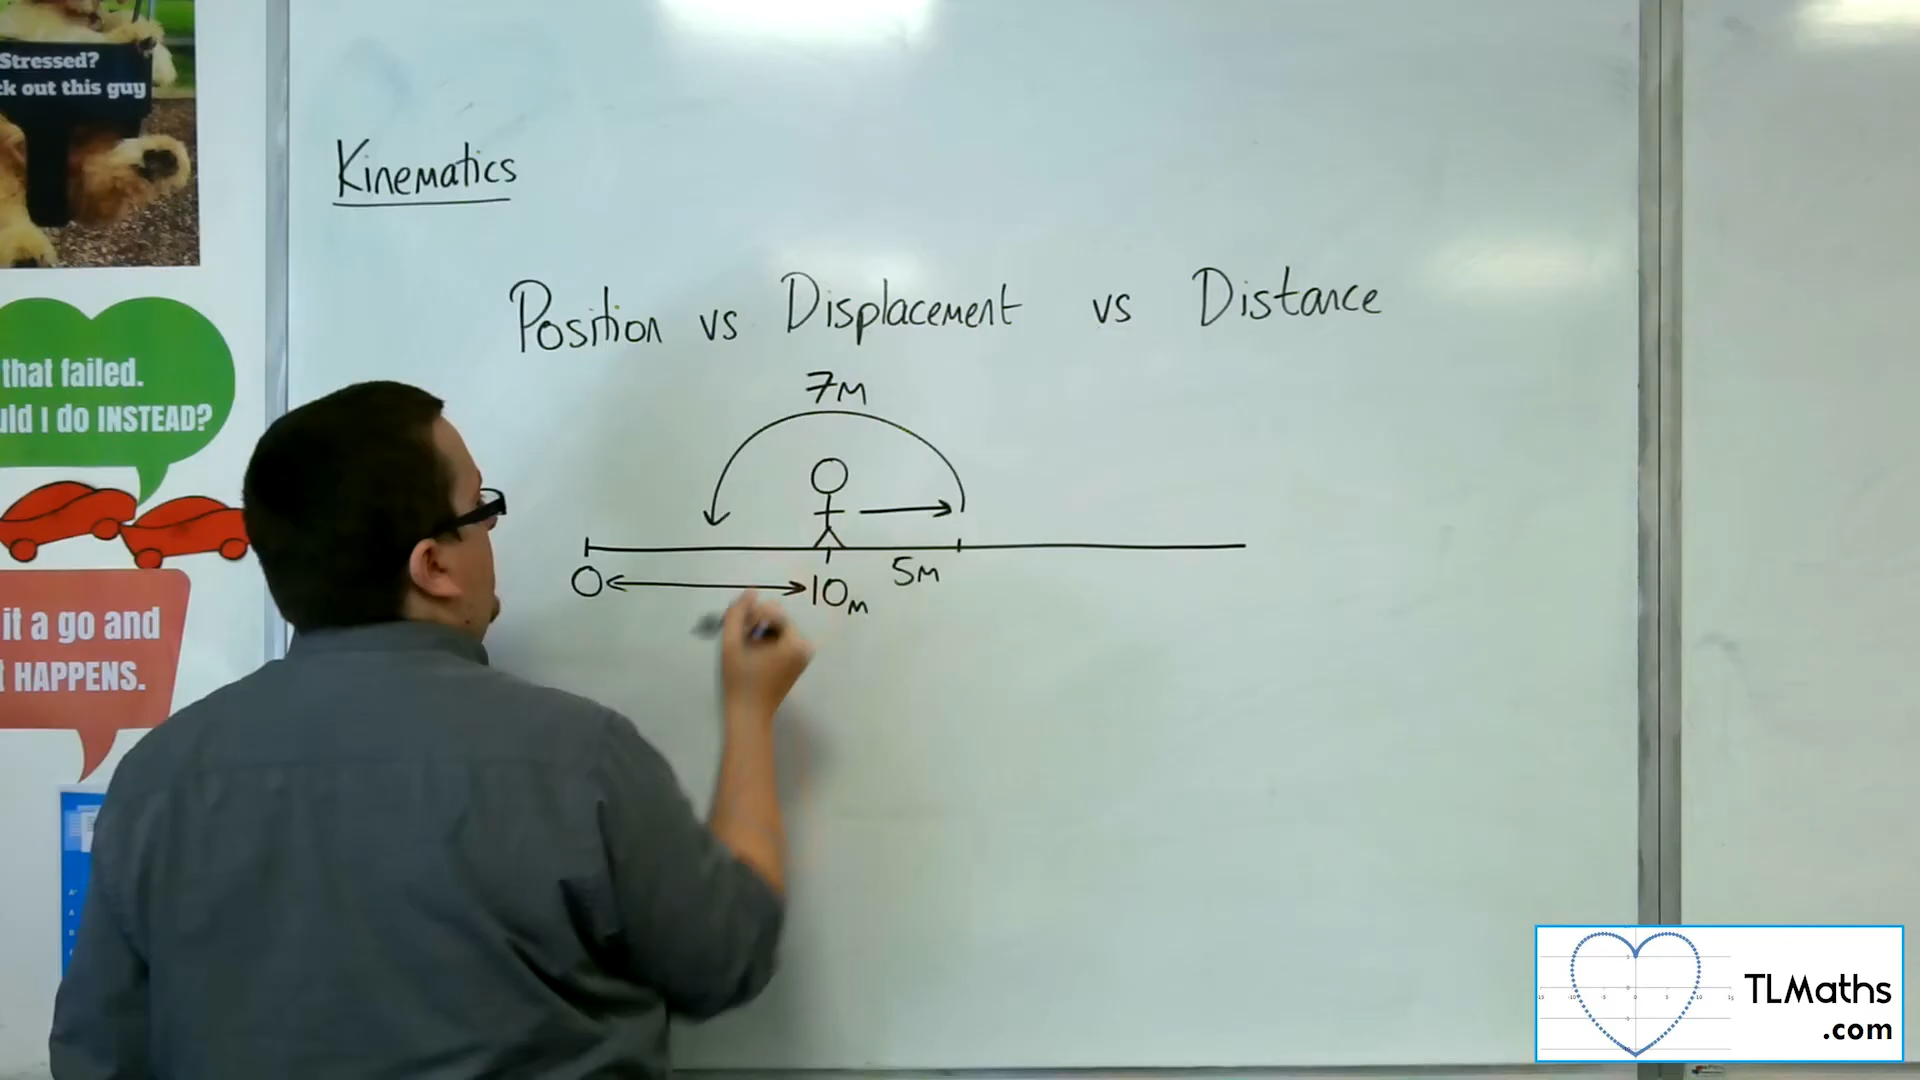 Stressed?
ck out this guy
Kinematics
Position vs Displacement vs Distance
that failed.
uld I do INSTEAD?
7M
O
10M
5M
it a go and
t HAPPENS.
TLMaths
.com